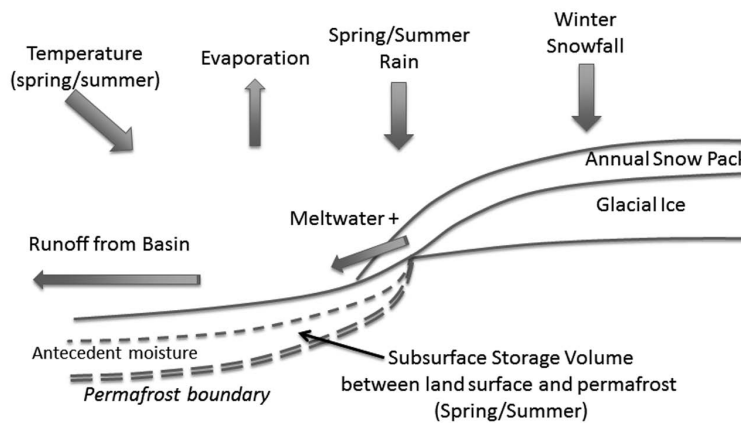 Temperature
(spring/summer)
Evaporation
Spring/Summer
Rain
Winter
Snowfall
Annual Snow Pack
Glacial Ice
Meltwater +
Runoff from Basin
Antecedent moisture
Permafrost boundary
Subsurface Storage Volume
between land surface and permafrost
(Spring/Summer)